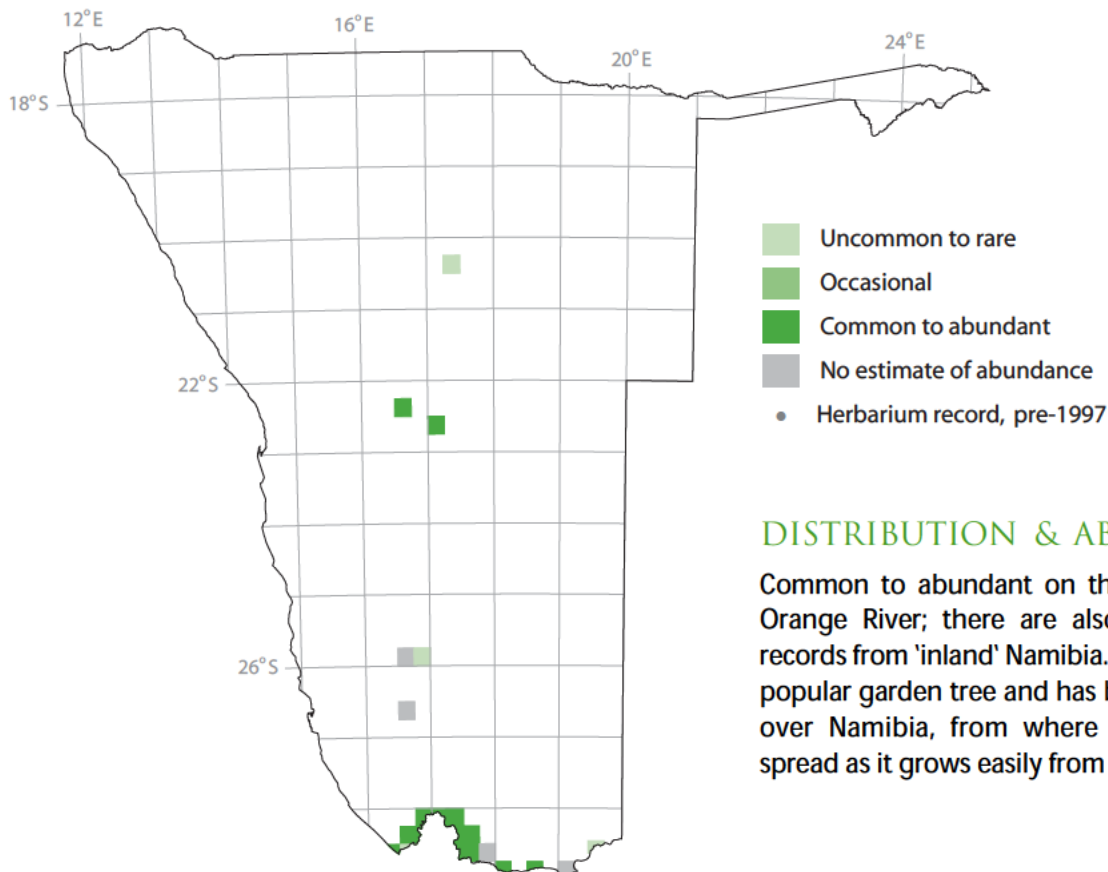 12°E
16°E
20°E
24°E
18°S
22°S
26°S
Uncommon to rare
Occasional
Common to abundant
No estimate of abundance
Herbarium record, pre-1997
DISTRIBUTION & AB
Common to abundant on th
Orange River; there are also
records from 'inland' Namibia.
popular garden tree and has b
over Namibia, from where
spread as it grows easily from